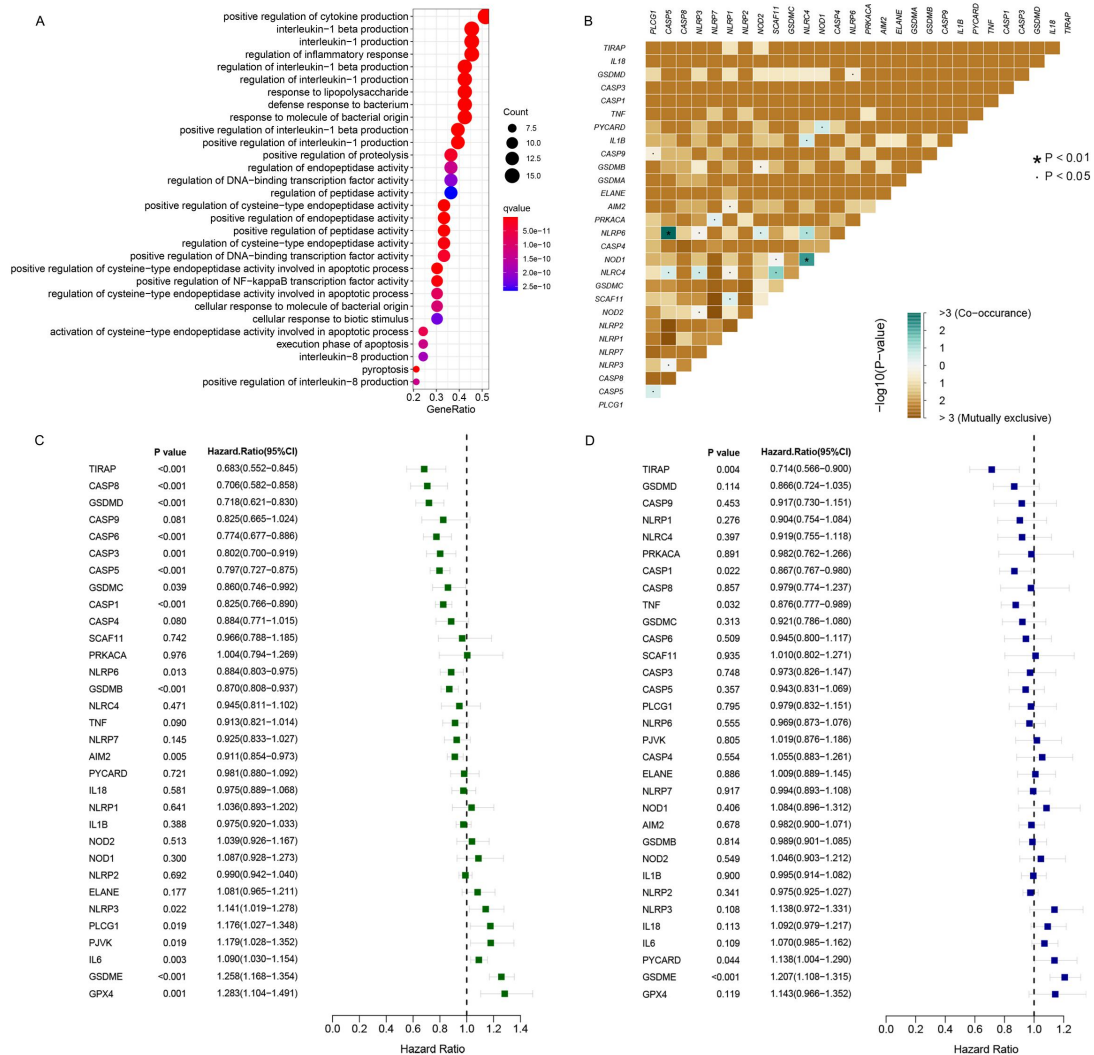 A
positive regulation of cytokine production
interleukin-1 beta production
interleukin-1 production
regulation of inflammatory response
regulation of interleukin-1 beta production
regulation of interleukin-1 production
response to lipopolysaccharide
defense response to bacterium
response to molecule of bacterial origin
positive regulation of interleukin-1 beta production
positive regulation of interleukin-1 production
positive regulation of proteolysis
regulation of endopeptidase activity
regulation of DNA-binding transcription factor activity
regulation of peptidase activity
positive regulation of cysteine-type endopeptidase activity
positive regulation of endopeptidase activity
positive regulation of peptidase activity
regulation of cysteine-type endopeptidase activity
positive regulation of DNA-binding transcription factor activity
positive regulation of cysteine-type endopeptidase activity involved in apoptotic process
positive regulation of NF-kappaB transcription factor activity
regulation of cysteine-type endopeptidase activity involved in apoptotic process
cellular response to molecule of bacterial origin
cellular response to biotic stimulus
activation of cysteine-type endopeptidase activity involved in apoptotic process
execution phase of apoptosis
interleukin-8 production
pyroptosis
positive regulation of interleukin-8 production
0.2 0.3 0.4 0.5
GeneRatio
Count
7.5
10.0
12.5
15.0
qvalue
5.0e-11
1.0e-10
1.5e-10
2.0e-10
2.5e-10
B
PLCG1 CASP5 CASP8 NLRP3 NLRP7 NLRP1 NLRP2 NOD2 SCAF11 GSDMC NLRC4 NOD1 CASP4 NLRP6 PRKACA AIM2 ELANE GSDMA GSDMB CASP9 IL1B PYCARD TNF CASP1 CASP3 GSDMD IL18 TIRAP
TIRAP
IL18
GSDMD
CASP3
CASP1
TNF
PYCARD
IL1B
CASP9
GSDMB
GSDMA
ELANE
AIM2
PRKACA
NLRP6
CASP4
NOD1
NLRC4
GSDMC
SCAF11
NOD2
NLRP2
NLRP1
NLRP7
NLRP3
CASP8
CASP5
PLCG1
* P < 0.01
· P < 0.05
-log10(P-value)
>3 (Co-occurance)
2
1
0
1
2
> 3 (Mutually exclusive)
C
P value Hazard.Ratio(95%CI)
TIRAP <0.001 0.683(0.552−0.845)
CASP8 <0.001 0.706(0.582−0.858)
GSDMD <0.001 0.718(0.621−0.830)
CASP9 0.081 0.825(0.665−1.024)
CASP6 <0.001 0.774(0.677−0.886)
CASP3 0.001 0.802(0.700−0.919)
CASP5 <0.001 0.797(0.727−0.875)
GSDMC 0.039 0.860(0.746−0.992)
CASP1 <0.001 0.825(0.766−0.890)
CASP4 0.080 0.884(0.771−1.015)
SCAF11 0.742 0.966(0.788−1.185)
PRKACA 0.976 1.004(0.794−1.269)
NLRP6 0.013 0.884(0.803−0.975)
GSDMB <0.001 0.870(0.808−0.937)
NLRC4 0.471 0.945(0.811−1.102)
TNF 0.090 0.913(0.821−1.014)
NLRP7 0.145 0.925(0.833−1.027)
AIM2 0.005 0.911(0.854−0.973)
PYCARD 0.721 0.981(0.880−1.092)
IL18 0.581 0.975(0.889−1.068)
NLRP1 0.641 1.036(0.893−1.202)
IL1B 0.388 0.975(0.920−1.033)
NOD2 0.513 1.039(0.926−1.167)
NOD1 0.300 1.087(0.928−1.273)
NLRP2 0.692 0.990(0.942−1.040)
ELANE 0.177 1.081(0.965−1.211)
NLRP3 0.022 1.141(1.019−1.278)
PLCG1 0.019 1.176(1.027−1.348)
PJVK 0.019 1.179(1.028−1.352)
IL6 0.003 1.090(1.030−1.154)
GSDME <0.001 1.258(1.168−1.354)
GPX4 0.001 1.283(1.104−1.491)
0.0 0.2 0.4 0.6 0.8 1.0 1.2 1.4
Hazard Ratio
D
P value Hazard.Ratio(95%CI)
TIRAP 0.004 0.714(0.566−0.900)
GSDMD 0.114 0.866(0.724−1.035)
CASP9 0.453 0.917(0.730−1.151)
NLRP1 0.276 0.904(0.754−1.084)
NLRC4 0.397 0.919(0.755−1.118)
PRKACA 0.891 0.982(0.762−1.266)
CASP1 0.022 0.867(0.767−0.980)
CASP8 0.857 0.979(0.774−1.237)
TNF 0.032 0.876(0.777−0.989)
GSDMC 0.313 0.921(0.786−1.080)
CASP6 0.509 0.945(0.800−1.117)
SCAF11 0.935 1.010(0.802−1.271)
CASP3 0.748 0.973(0.826−1.147)
CASP5 0.357 0.943(0.831−1.069)
PLCG1 0.795 0.979(0.832−1.151)
NLRP6 0.555 0.969(0.873−1.076)
PJVK 0.805 1.019(0.876−1.186)
CASP4 0.554 1.055(0.883−1.261)
ELANE 0.886 1.009(0.889−1.145)
NLRP7 0.917 0.994(0.893−1.108)
NOD1 0.406 1.084(0.896−1.312)
AIM2 0.678 0.982(0.900−1.071)
GSDMB 0.814 0.989(0.901−1.085)
NOD2 0.549 1.046(0.903−1.212)
IL1B 0.900 0.995(0.914−1.082)
NLRP2 0.341 0.975(0.925−1.027)
NLRP3 0.108 1.138(0.972−1.331)
IL18 0.113 1.092(0.979−1.217)
IL6 0.109 1.070(0.985−1.162)
PYCARD 0.044 1.138(1.004−1.290)
GSDME <0.001 1.207(1.108−1.315)
GPX4 0.119 1.143(0.966−1.352)
0.0 0.2 0.4 0.6 0.8 1.0 1.2
Hazard Ratio